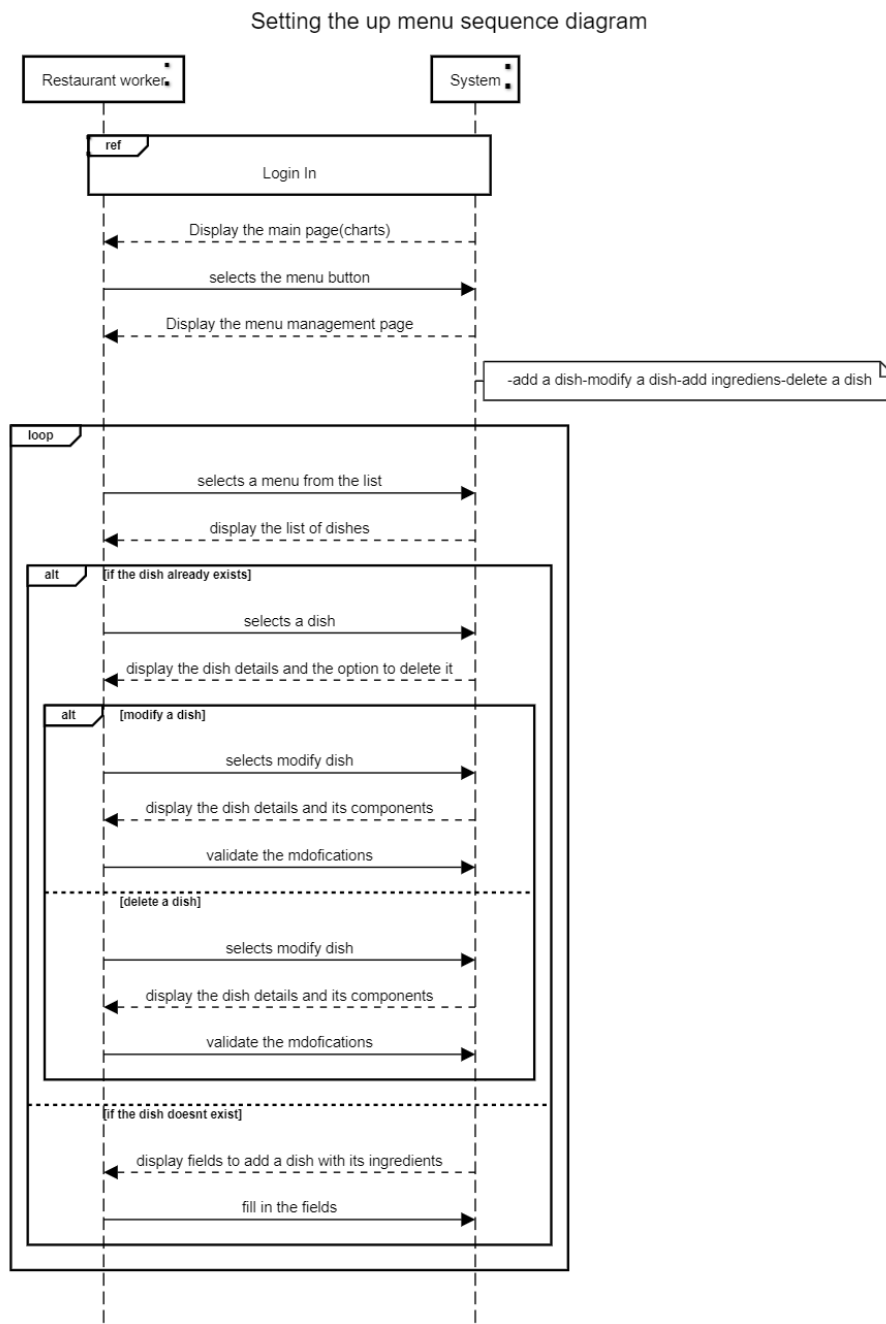 Setting the up menu sequence diagram
Restaurant worker
System
ref
Login In
Display the main page(charts)
selects the menu button
Display the menu management page
-add a dish-modify a dish-add ingrediens-delete a dish
loop
selects a menu from the list
display the list of dishes
alt
[if the dish already exists]
selects a dish
display the dish details and the option to delete it
alt
[modify a dish]
selects modify dish
display the dish details and its components
validate the mdofications
[delete a dish]
selects modify dish
display the dish details and its components
validate the mdofications
[if the dish doesnt exist]
display fields to add a dish with its ingredients
fill in the fields